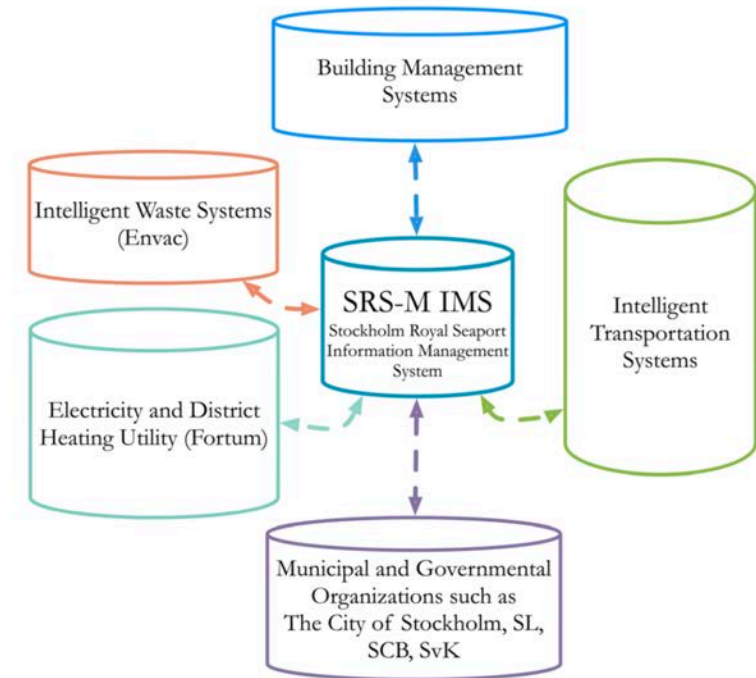 Building Management
Systems
Intelligent Waste Systems
(Envac)
SRS-M IMS
Stockholm Royal Seaport
Information Management
System
Intelligent
Transportation
Systems
Electricity and District
Heating Utility (Fortum)
Municipal and Governmental
Organizations such as
The City of Stockholm, SL,
SCB, SvK